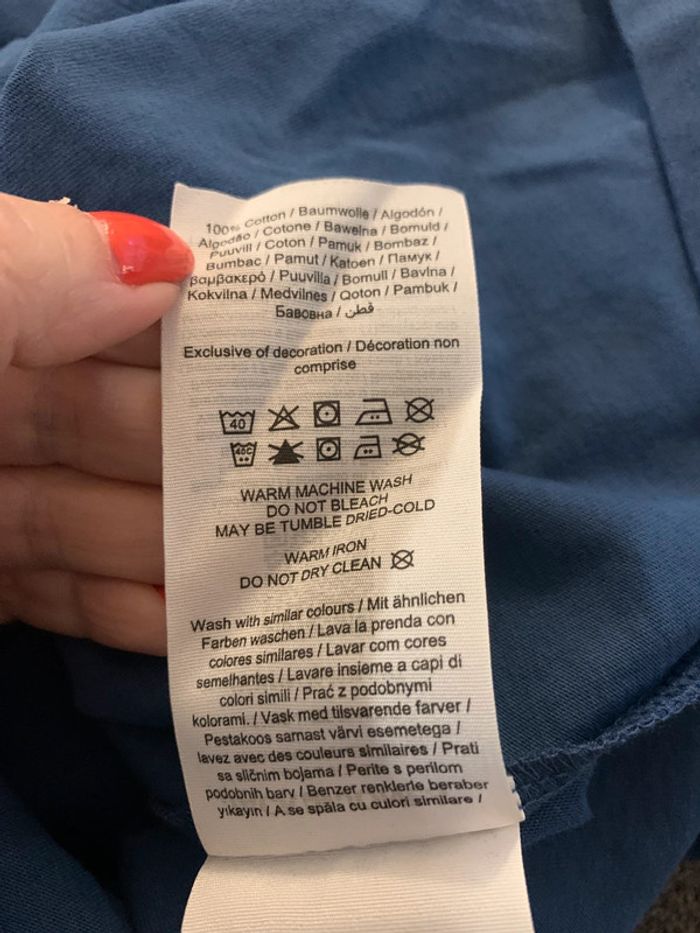 100% Cotton / Baumwolle / Algodón /
Algodão / Cotone / Bawełna / Bomuld /
Puuvill / Coton / Pamuk / Bombaz /
Bumbac / Pamut / Katoen / Памук /
Βαμβακερό / Puuvilla / Bomull / Bavlna /
Kokvilna / Medvilnes / Qoton / Pambuk /
Бавовна / قطن
Exclusive of decoration / Décoration non
comprise
40
40C
WARM MACHINE WASH
DO NOT BLEACH
MAY BE TUMBLE DRIED-COLD
WARM IRON
DO NOT DRY CLEAN
Wash with similar colours / Mit ähnlichen
Farben waschen / Lava la prenda con
colores similares / Lavar com cores
semelhantes / Lavare insieme a capi di
colori simili / Prać z podobnymi
kolorami. / Vask med tilsvarende farver /
Pestakoos samast värvi esemetega /
lavez avec des couleurs similaires / Prati
sa sličnim bojama / Perite s perilom
podobnih barv / Benzer renklerle beraber
yıkayın / A se spăla cu culori similare /